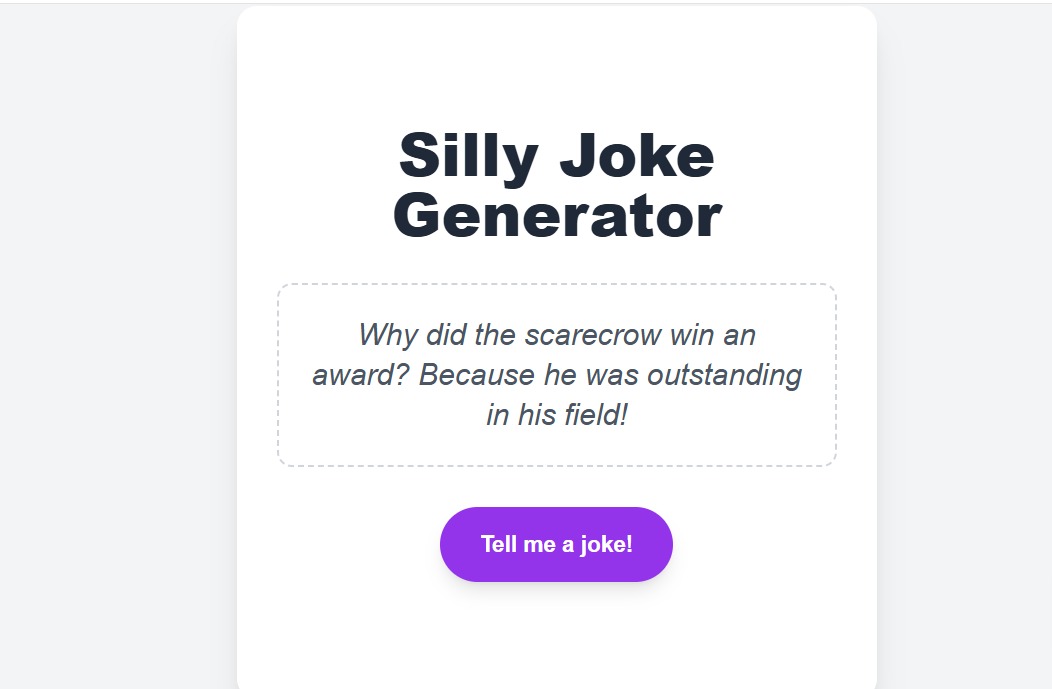 Silly Joke
Generator
Why did the scarecrow win an
award? Because he was outstanding
in his field!
Tell me a joke!